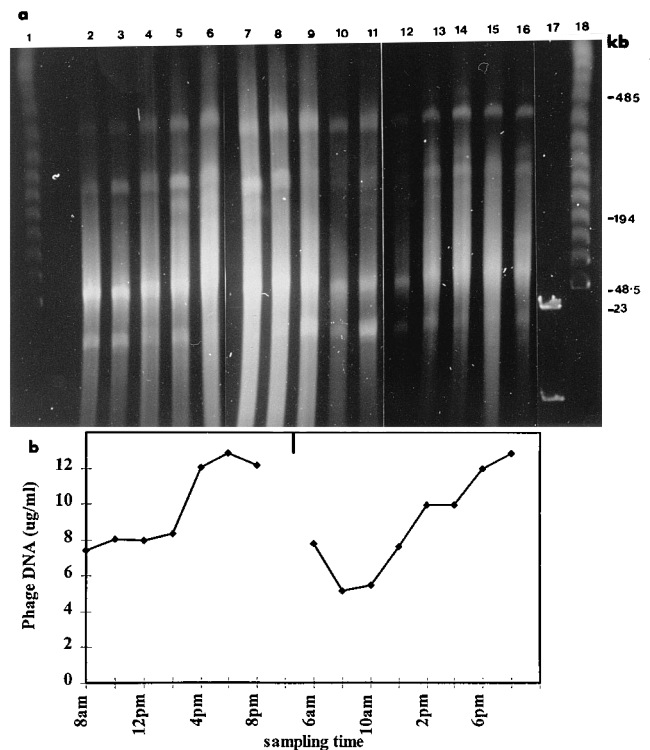 a
1 2 3 4 5 6 7 8 9 10 11 12 13 14 15 16 17 18 kb
-485
-194
-48·5
-23
b
Phage DNA (ug/ml)
12
10
8
6
4
2
0
8am 12pm 4pm 8pm 6am 10am 2pm 6pm
sampling time